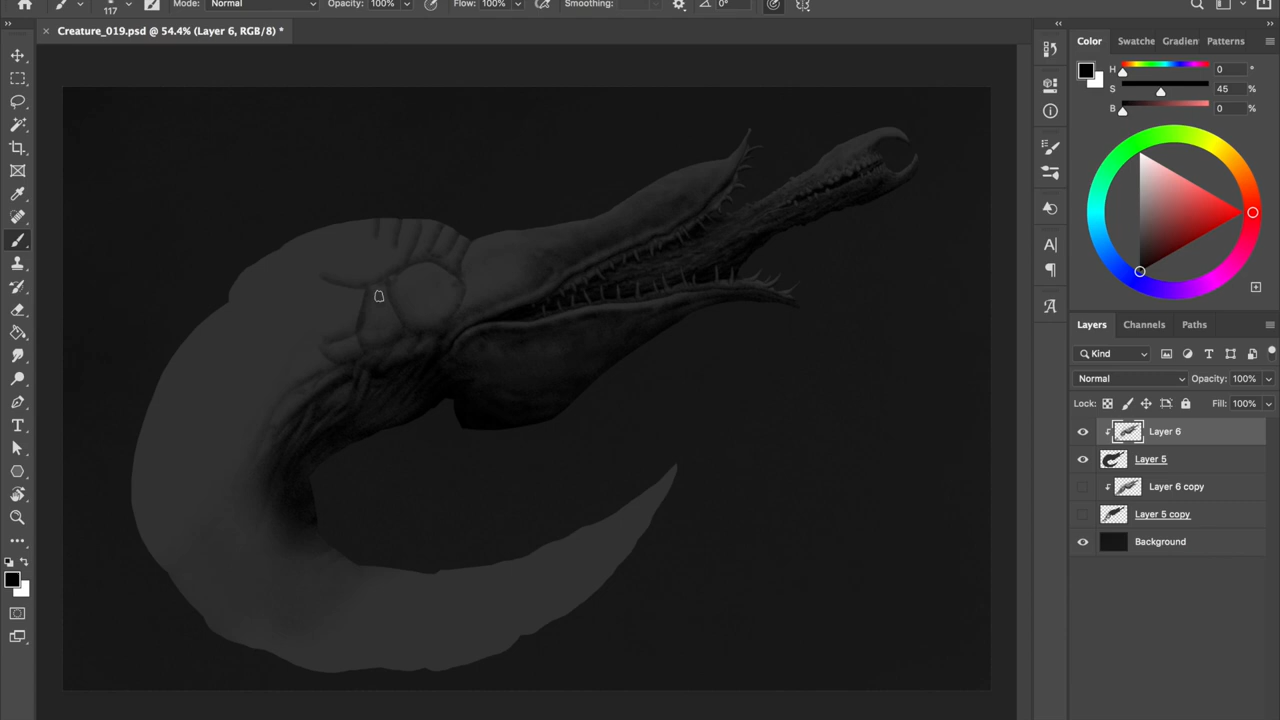 117 Mode: Normal Opacity: 100% Flow: 100% Smoothing: 0°
× Creature_019.psd @ 54.4% (Layer 6, RGB/8) *
Color Swatche Gradien Patterns
H 0 °
S 45 %
B 0 %
Layers Channels Paths
Kind
Normal Opacity: 100%
Lock: Fill: 100%
Layer 6
Layer 5
Layer 6 copy
Layer 5 copy
Background